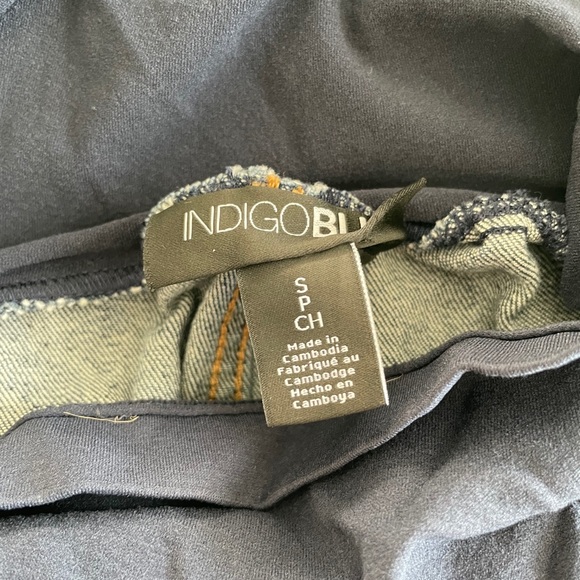 INDIGOBL
S
P
CH
Made in
Cambodia
Fabriqué au
Cambodge
Hecho en
Camboya